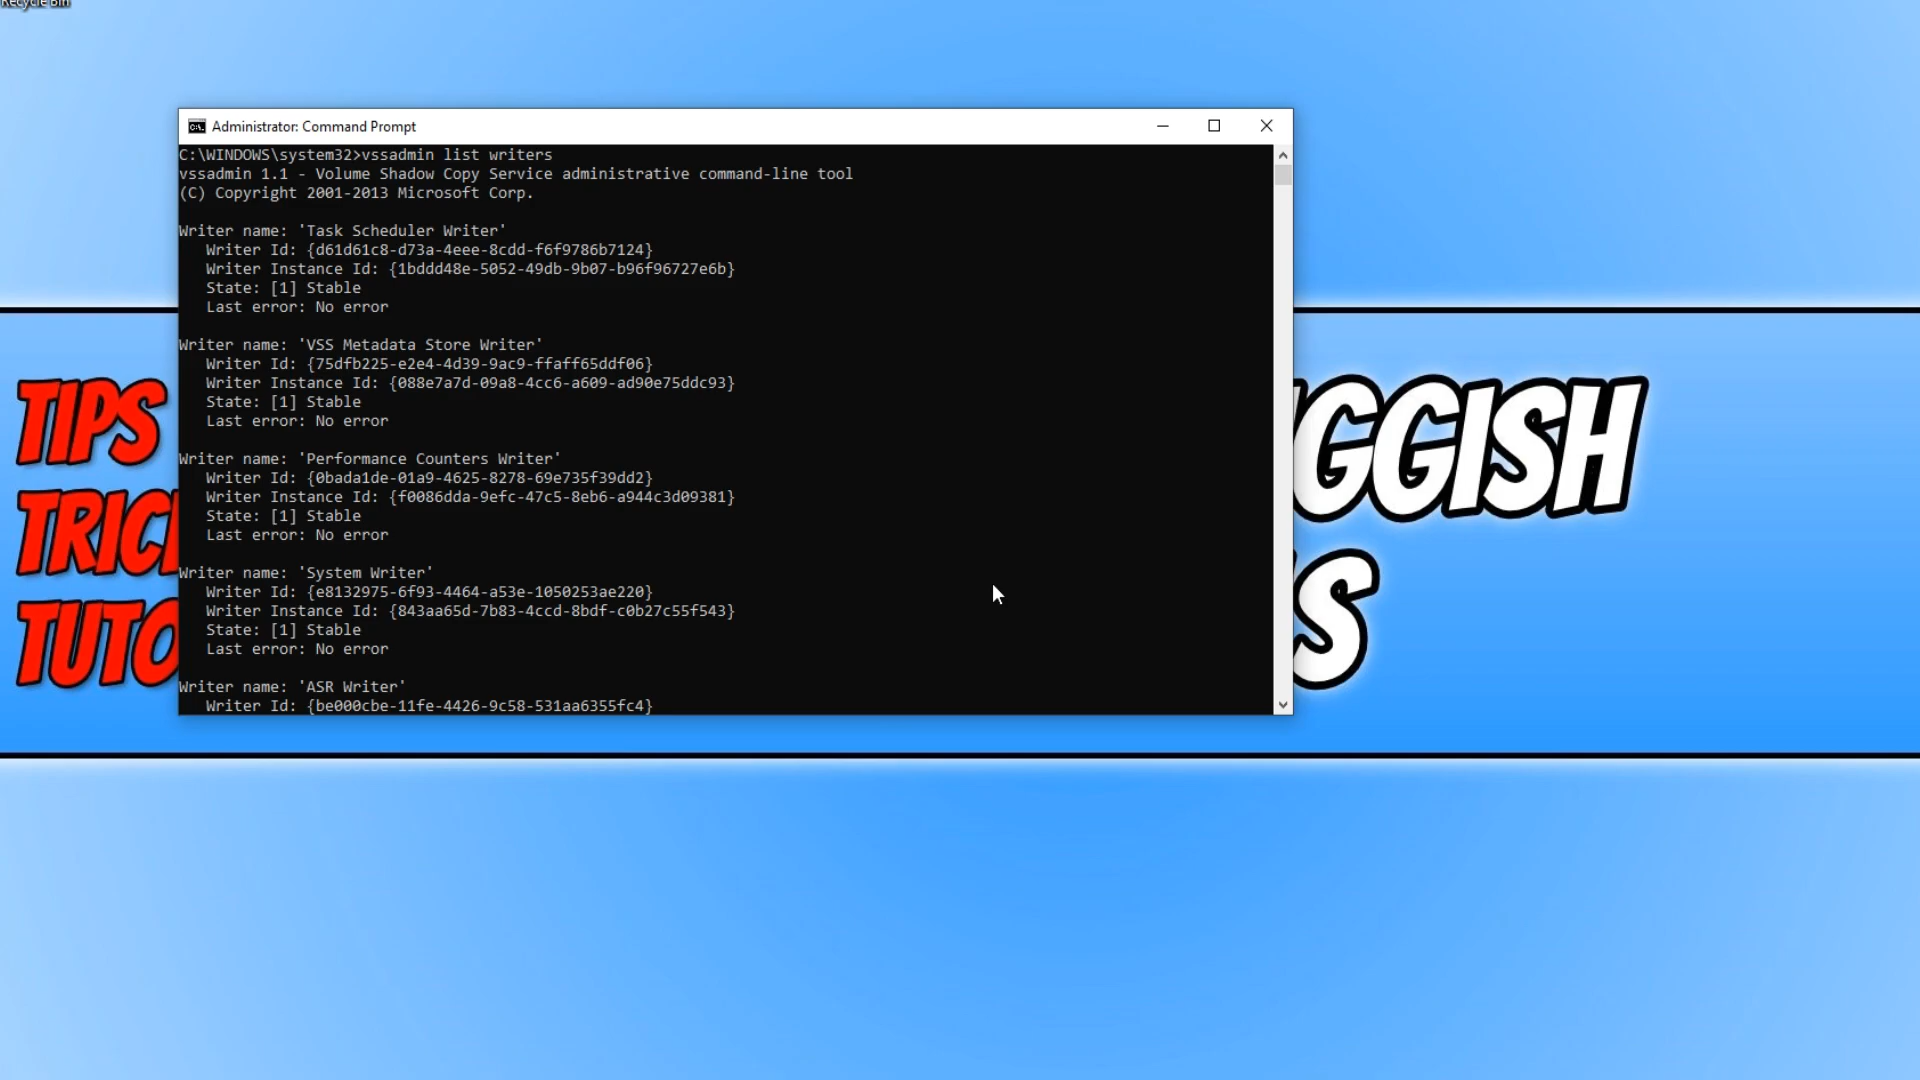 Recycle Bin
Administrator: Command Prompt
C:\WINDOWS\system32>vssadmin list writers
vssadmin 1.1 - Volume Shadow Copy Service administrative command-line tool
(C) Copyright 2001-2013 Microsoft Corp.
Writer name: 'Task Scheduler Writer'
Writer Id: {d61d61c8-d73a-4eee-8cdd-f6f9786b7124}
Writer Instance Id: {1bddd48e-5052-49db-9b07-b96f96727e6b}
State: [1] Stable
Last error: No error
Writer name: 'VSS Metadata Store Writer'
Writer Id: {75dfb225-e2e4-4d39-9ac9-ffaff65ddf06}
Writer Instance Id: {088e7a7d-09a8-4cc6-a609-ad90e75ddc93}
State: [1] Stable
Last error: No error
Writer name: 'Performance Counters Writer'
Writer Id: {0bada1de-01a9-4625-8278-69e735f39dd2}
Writer Instance Id: {f0086dda-9efc-47c5-8eb6-a944c3d09381}
State: [1] Stable
Last error: No error
Writer name: 'System Writer'
Writer Id: {e8132975-6f93-4464-a53e-1050253ae220}
Writer Instance Id: {843aa65d-7b83-4ccd-8bdf-c0b27c55f543}
State: [1] Stable
Last error: No error
Writer name: 'ASR Writer'
Writer Id: {be000cbe-11fe-4426-9c58-531aa6355fc4}
TIPS
TRIC
TUTO
GGISH
S